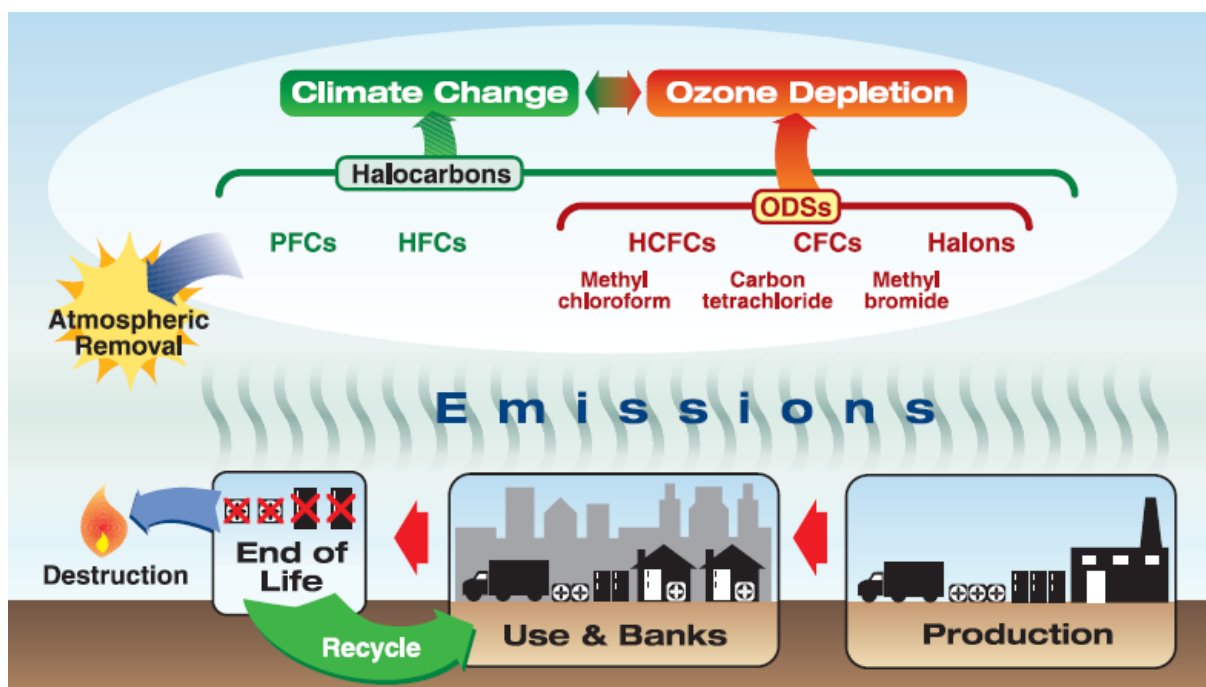 Climate Change
Ozone Depletion
Halocarbons
ODSs
PFCs
HFCs
HCFCs
CFCs
Halons
Methyl
chloroform
Carbon
tetrachloride
Methyl
bromide
Atmospheric
Removal
Emissions
Destruction
End of
Life
Recycle
Use & Banks
Production